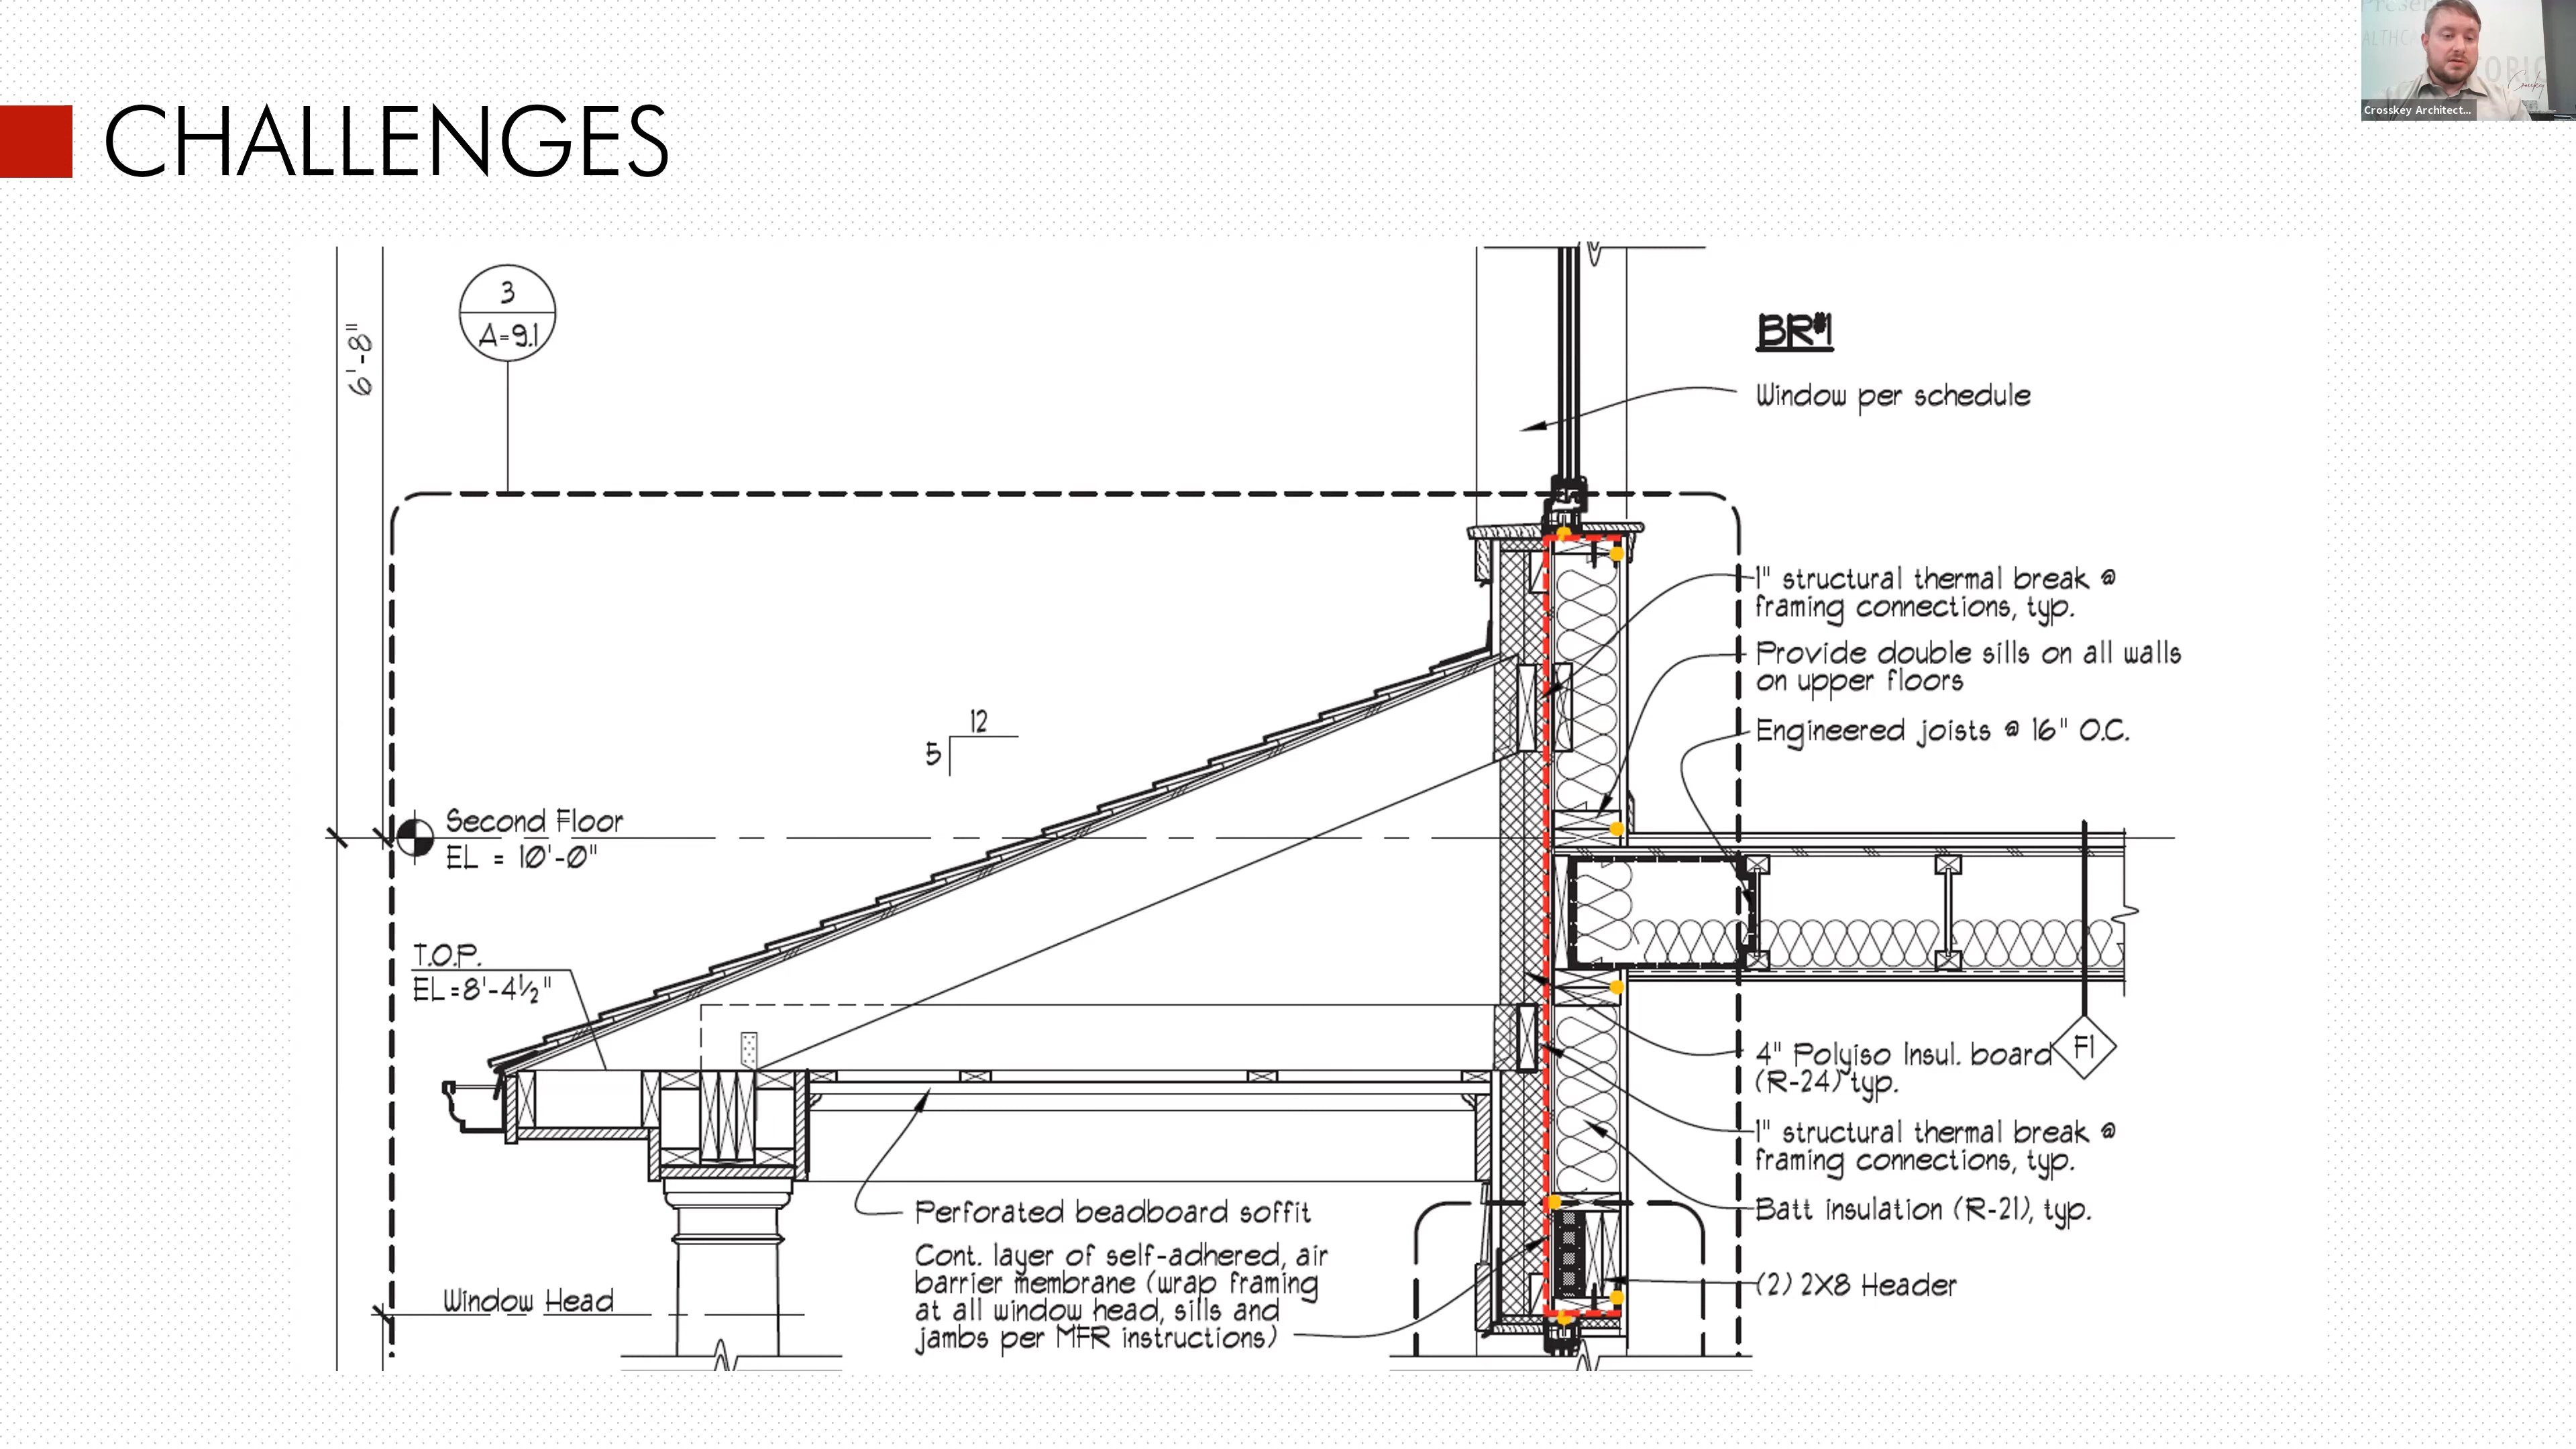 CHALLENGES
Crosskey Architect...
6'-8"
3
A=9.1
BR#1
Window per schedule
1" structural thermal break @
framing connections, typ.
Provide double sills on all walls
on upper floors
Engineered joists @ 16" O.C.
12
5
Second Floor
EL = 10'-0"
T.O.P.
EL=8'-4½"
F1
4" Polyiso Insul. board
(R-24) typ.
1" structural thermal break @
framing connections, typ.
Batt insulation (R-21), typ.
(2) 2X8 Header
Perforated beadboard soffit
Cont. layer of self-adhered, air
barrier membrane (wrap framing
at all window head, sills and
jambs per MFR instructions)
Window Head